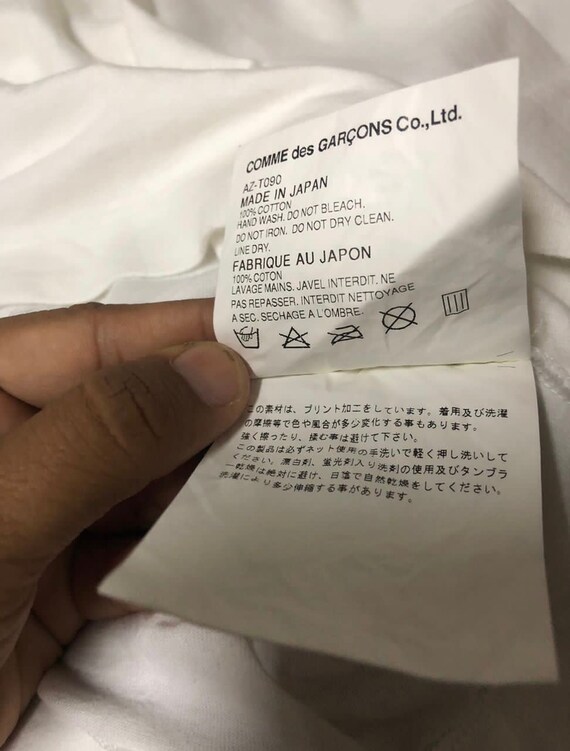 COMME des GARÇONS Co.,Ltd.
AZ-T090
MADE IN JAPAN
100% COTTON
HAND WASH. DO NOT BLEACH.
DO NOT IRON. DO NOT DRY CLEAN.
LINE DRY.
FABRIQUE AU JAPON
100% COTON
LAVAGE MAINS. JAVEL INTERDIT. NE
PAS REPASSER. INTERDIT NETTOYAGE
A SEC. SECHAGE A L'OMBRE.
この素材は、プリント加工をしています。着用及び洗濯
の摩擦等で色や風合が多少変化する事もあります。
強く擦ったり、揉む事は避けて下さい。
この製品は必ずネット使用の手洗いで軽く押し洗いして
ください。漂白剤、蛍光剤入り洗剤の使用及びタンブラ
ー乾燥は絶対に避け、日陰で自然乾燥をしてください。
洗濯により多少伸縮する事があります。